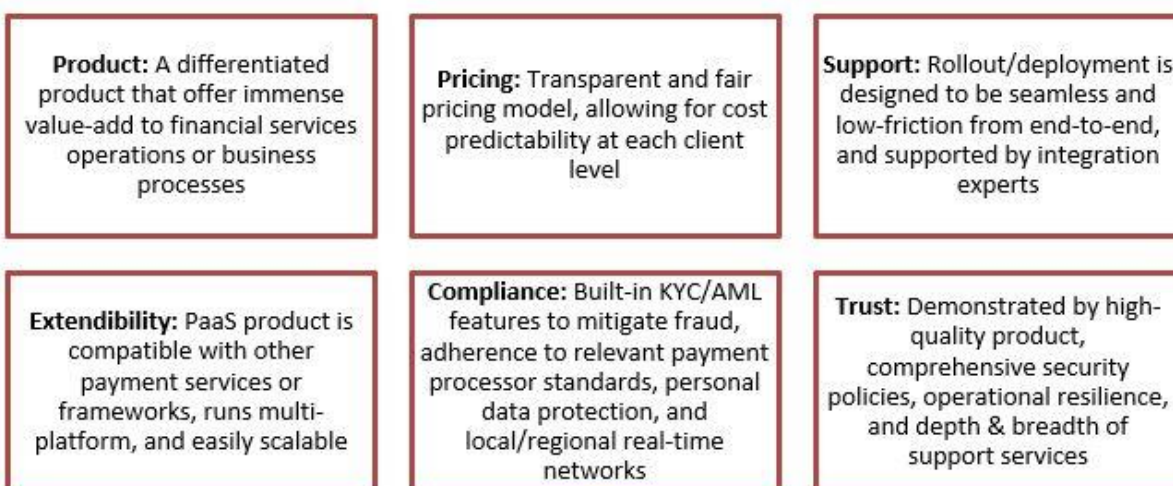 Product: A differentiated
product that offer immense
value-add to financial services
operations or business
processes
Pricing: Transparent and fair
pricing model, allowing for cost
predictability at each client
level
Support: Rollout/deployment is
designed to be seamless and
low-friction from end-to-end,
and supported by integration
experts
Extendibility: PaaS product is
compatible with other
payment services or
frameworks, runs multi-
platform, and easily scalable
Compliance: Built-in KYC/AML
features to mitigate fraud,
adherence to relevant payment
processor standards, personal
data protection, and
local/regional real-time
networks
Trust: Demonstrated by high-
quality product,
comprehensive security
policies, operational resilience,
and depth & breadth of
support services